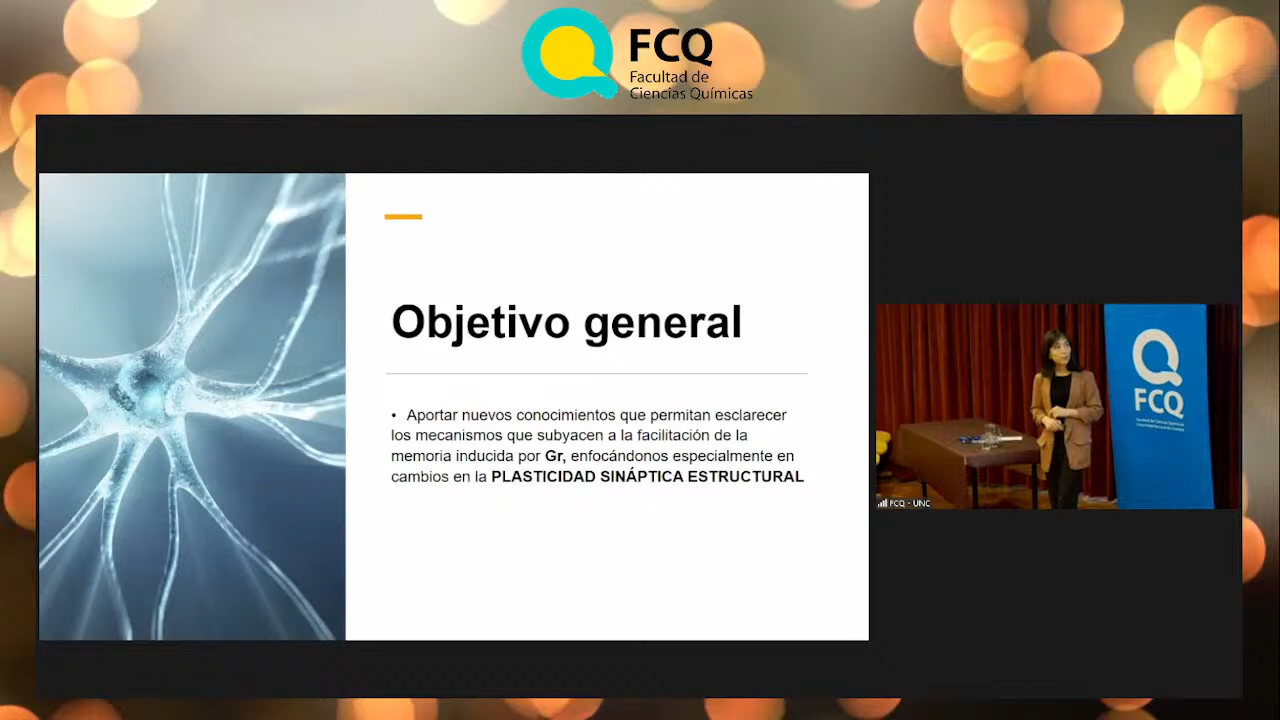 FCQ
Facultad de
Ciencias Químicas
Objetivo general
• Aportar nuevos conocimientos que permitan esclarecer
los mecanismos que subyacen a la facilitación de la
memoria inducida por Gr, enfocándonos especialmente en
cambios en la PLASTICIDAD SINÁPTICA ESTRUCTURAL
FCQ
FCQ - UNC